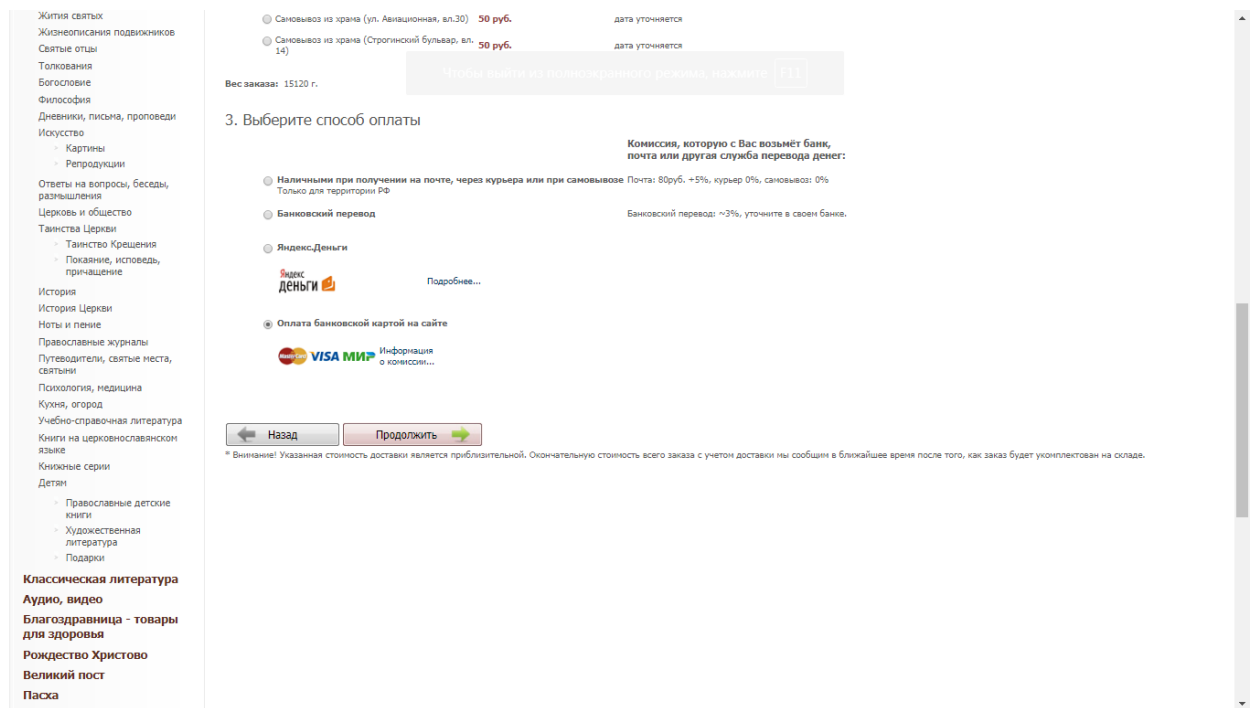 Жития святых
Жизнеописания подвижников
Святые отцы
Толкования
Богословие
Философия
Дневники, письма, проповеди
Искусство
Картины
Репродукции
Ответы на вопросы, беседы,
размышления
Церковь и общество
Таинства Церкви
Таинство Крещения
Покаяние, исповедь,
причащение
История
История Церкви
Ноты и пение
Православные журналы
Путеводители, святые места,
святыни
Психология, медицина
Кухня, огород
Учебно-справочная литература
Книги на церковнославянском
языке
Книжные серии
Детям
Православные детские
книги
Художественная
литература
Подарки
Классическая литература
Аудио, видео
Благоздравница - товары
для здоровья
Рождество Христово
Великий пост
Пасха
Самовывоз из храма (ул. Авиационная, вл.30) 50 руб. дата уточняется
Самовывоз из храма (Строгинский бульвар, вл.
14) 50 руб. дата уточняется
Чтобы выйти из полноэкранного режима, нажмите F11
Вес заказа: 15120 г.
3. Выберите способ оплаты
Комиссия, которую с Вас возьмёт банк,
почта или другая служба перевода денег:
Наличными при получении на почте, через курьера или при самовывозе Почта: 80руб. +5%, курьер 0%, самовывоз: 0%
Только для территории РФ
Банковский перевод Банковский перевод: ~3%, уточните в своем банке.
Яндекс.Деньги
Яндекс
деньги Подробнее...
Оплата банковской картой на сайте
MasterCard VISA МИР Информация
о комиссии...
Назад Продолжить
* Внимание! Указанная стоимость доставки является приблизительной. Окончательную стоимость всего заказа с учетом доставки мы сообщим в ближайшее время после того, как заказ будет укомплектован на складе.